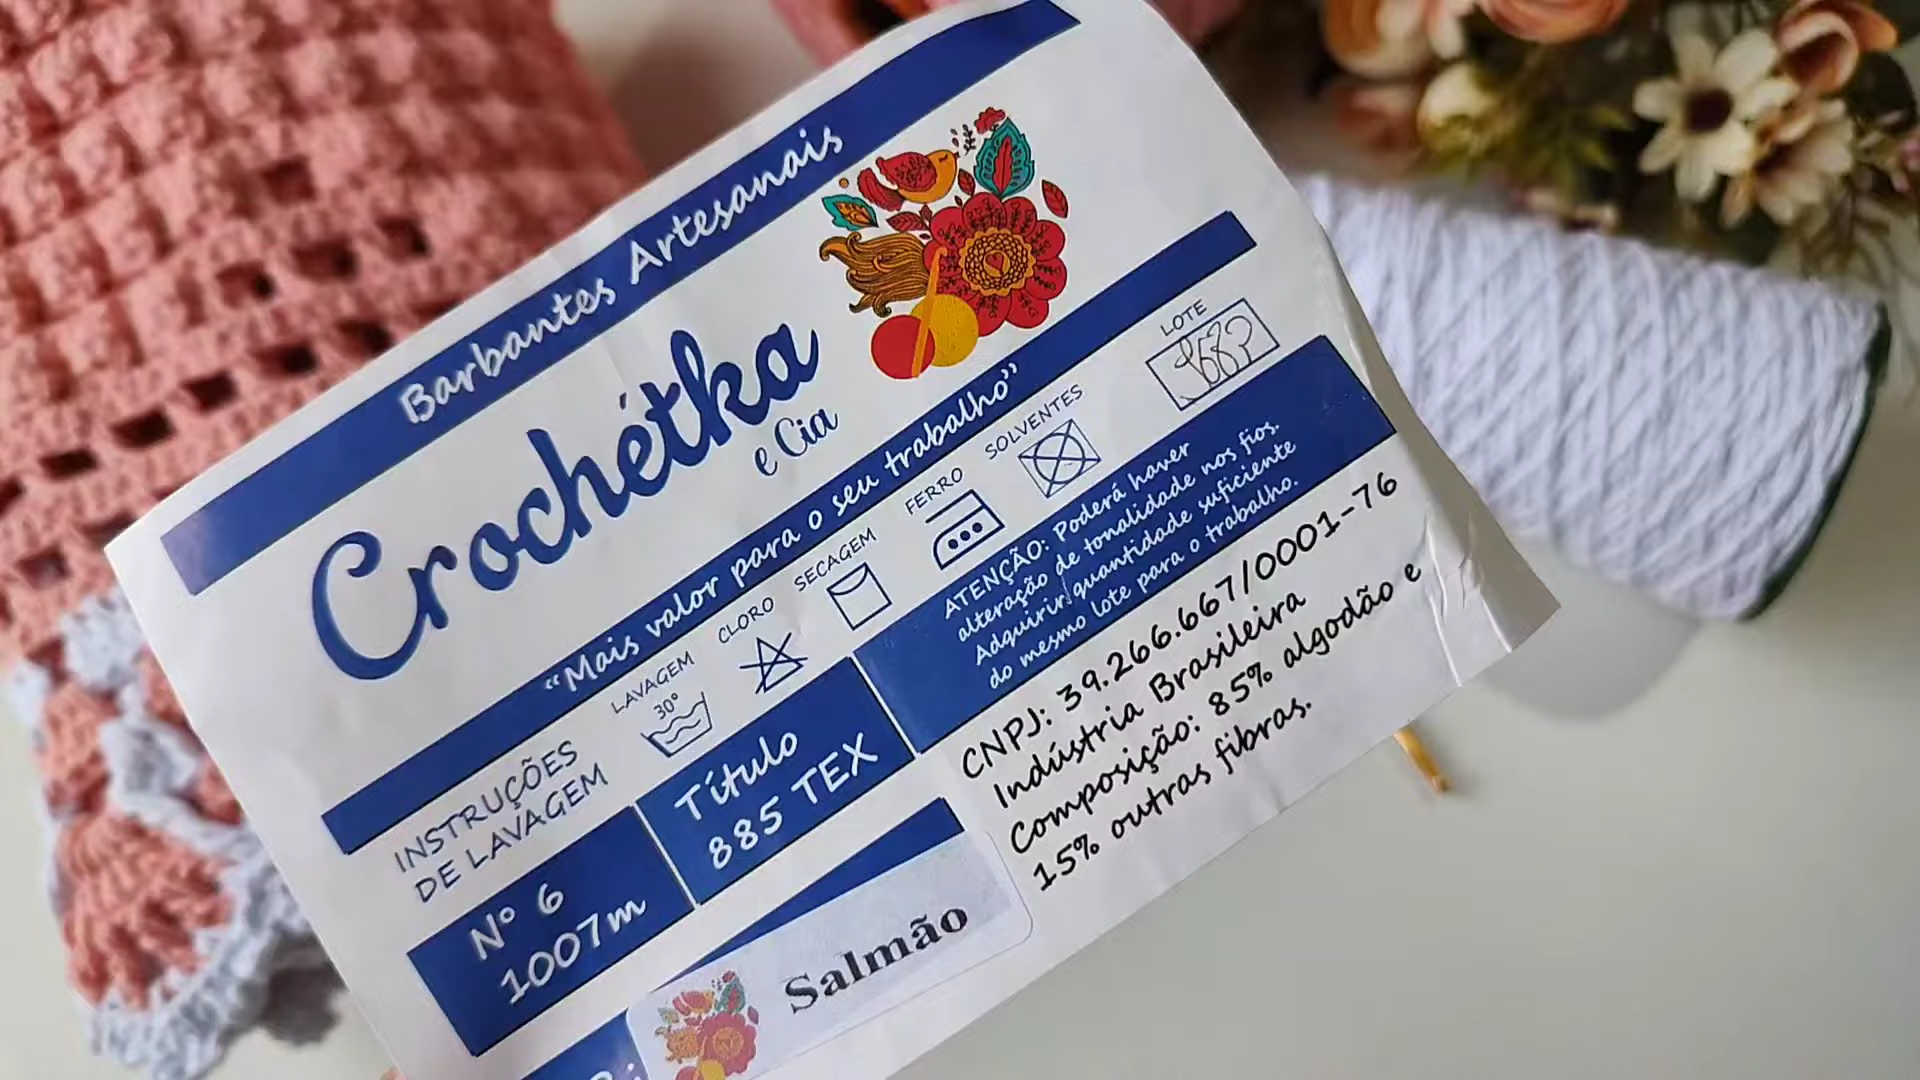 Barbantes Artesanais
Crochétka
e Cia
“Mais valor para o seu trabalho”
INSTRUÇÕES
DE LAVAGEM
LAVAGEM
30°
CLORO
SECAGEM
FERRO
SOLVENTES
LOTE
Nº 6
1007m
Título
885 TEX
ATENÇÃO: Poderá haver
alteração de tonalidade nos fios.
Adquirir quantidade suficiente
do mesmo lote para o trabalho.
CNPJ: 39.266.667/0001-76
Indústria Brasileira
Composição: 85% algodão e
15% outras fibras.
Salmão